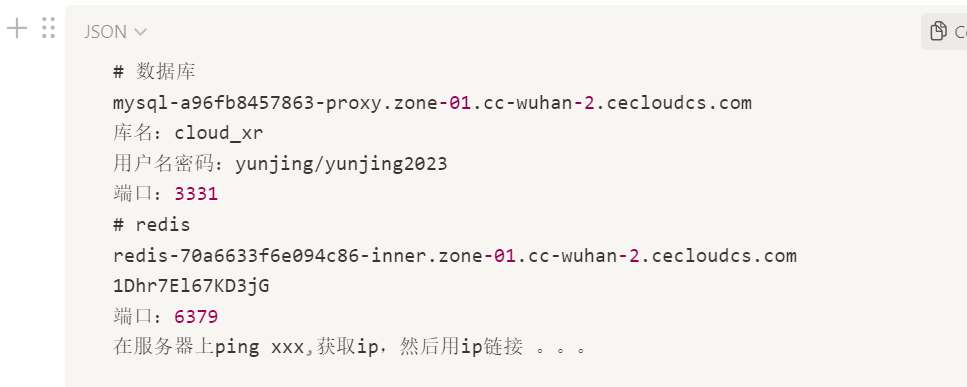 JSON
Co
# 数据库
mysql-a96fb8457863-proxy.zone-01.cc-wuhan-2.cecloudcs.com
库名：cloud_xr
用户名密码：yunjing/yunjing2023
端口：3331
# redis
redis-70a6633f6e094c86-inner.zone-01.cc-wuhan-2.cecloudcs.com
1Dhr7El67KD3jG
端口：6379
在服务器上ping xxx,获取ip，然后用ip链接 。。。